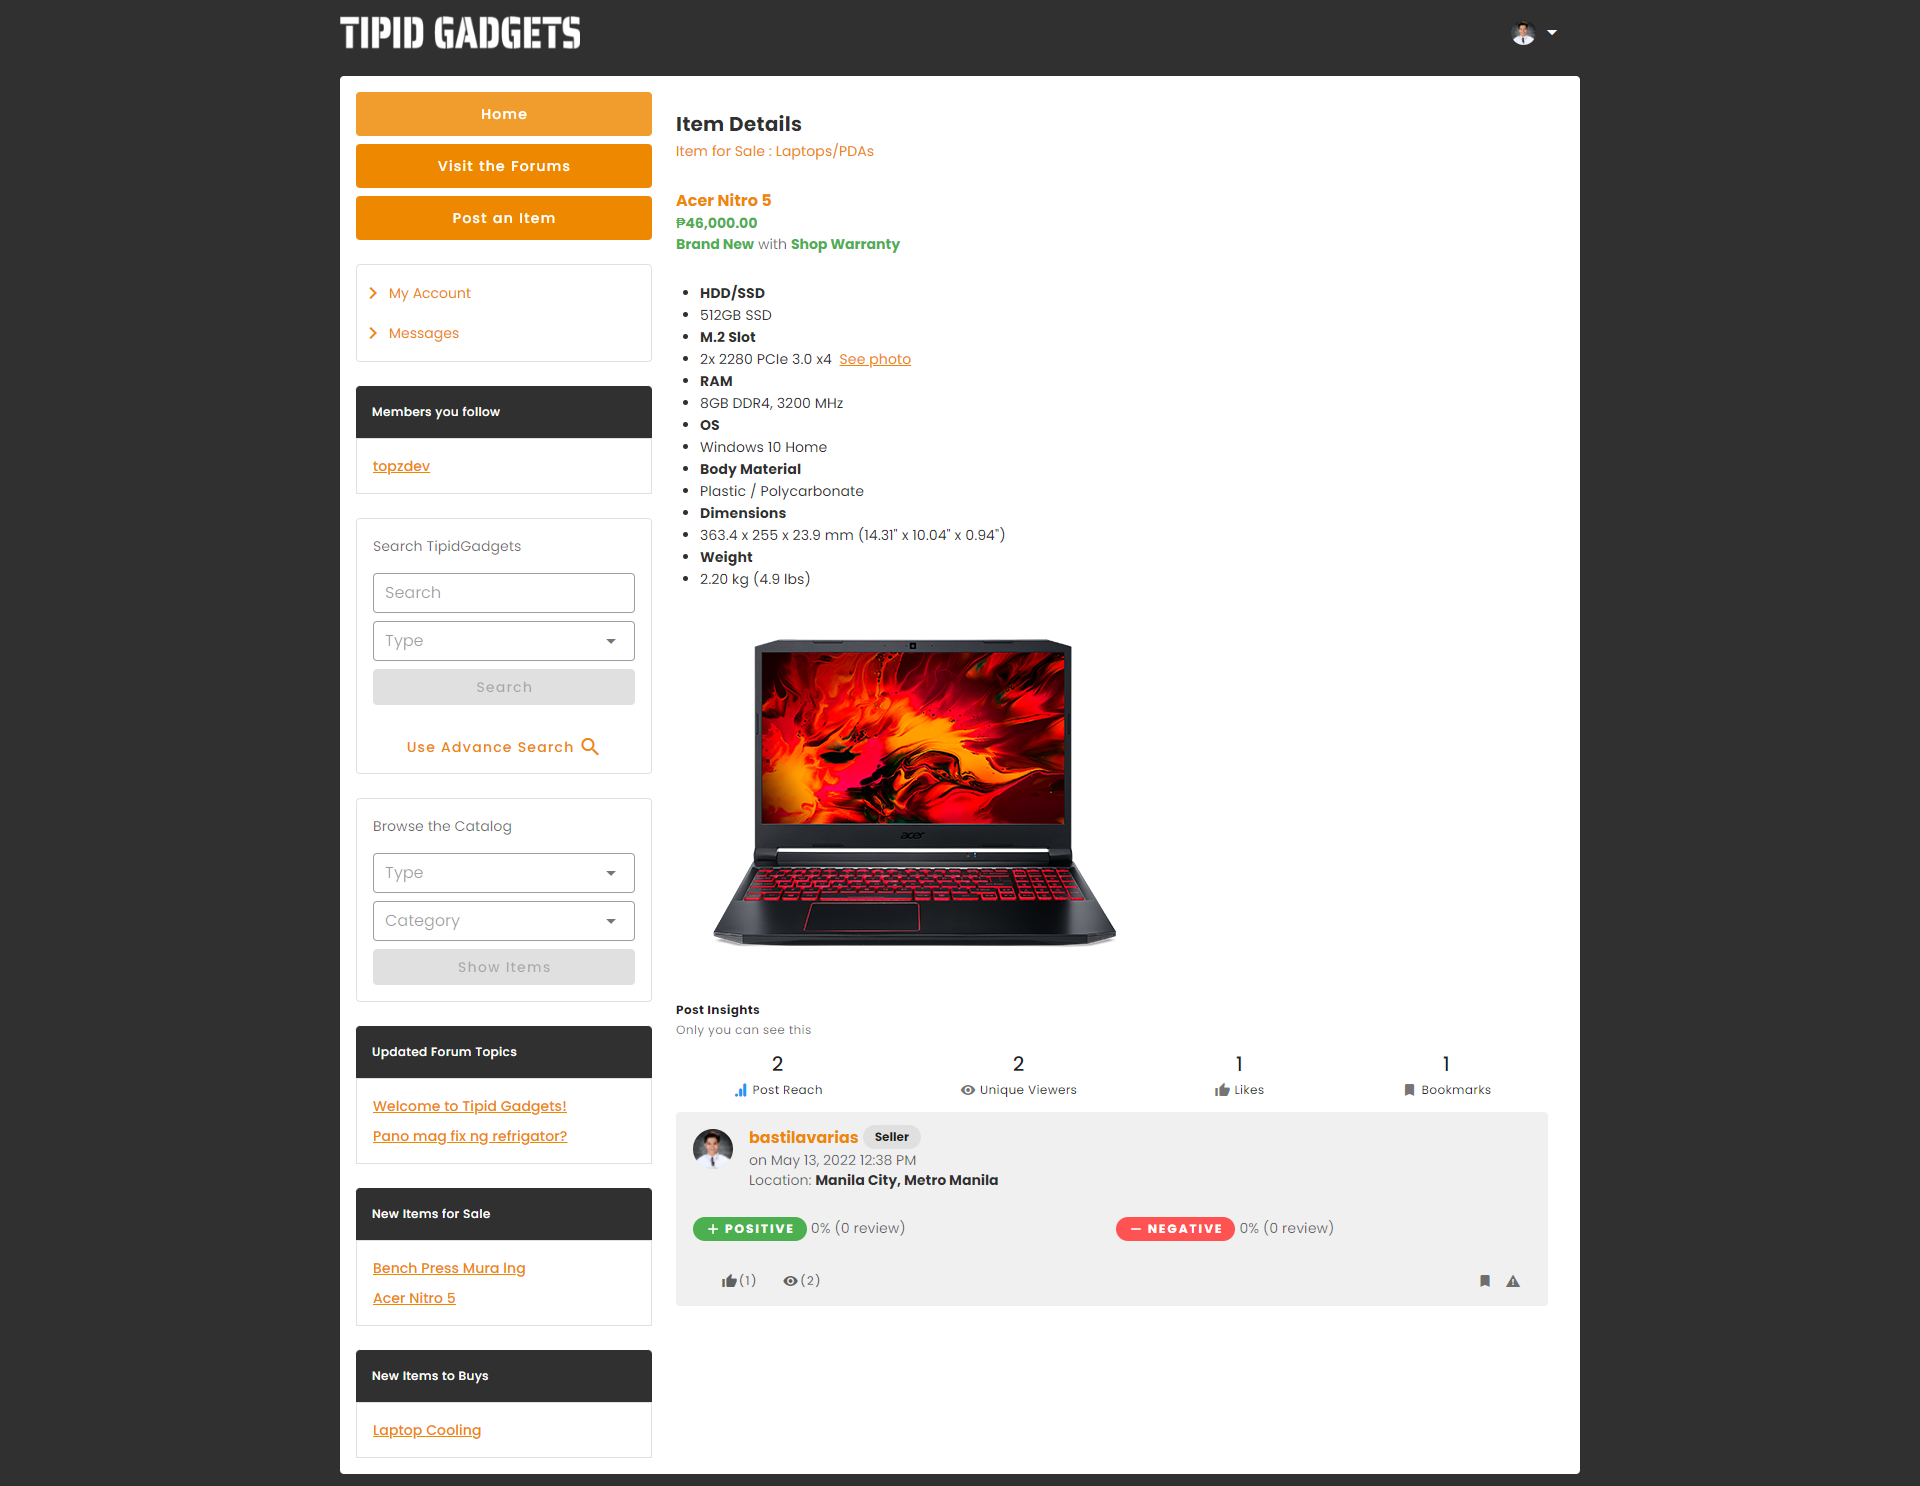 TIPID GADGETS
Home
Visit the Forums
Post an Item
My Account
Messages
Members you follow
topzdev
Search TipidGadgets
Search
Type
Search
Use Advance Search
Browse the Catalog
Type
Category
Show Items
Updated Forum Topics
Welcome to Tipid Gadgets!
Pano mag fix ng refrigator?
New Items for Sale
Bench Press Mura lng
Acer Nitro 5
New Items to Buys
Laptop Cooling
Item Details
Item for Sale : Laptops/PDAs
Acer Nitro 5
₱46,000.00
Brand New with Shop Warranty
HDD/SSD
512GB SSD
M.2 Slot
2x 2280 PCIe 3.0 x4 See photo
RAM
8GB DDR4, 3200 MHz
OS
Windows 10 Home
Body Material
Plastic / Polycarbonate
Dimensions
363.4 x 255 x 23.9 mm (14.31" x 10.04" x 0.94")
Weight
2.20 kg (4.9 lbs)
acer
Post Insights
Only you can see this
2 2 1 1
Post Reach Unique Viewers Likes Bookmarks
bastilavarias Seller
on May 13, 2022 12:38 PM
Location: Manila City, Metro Manila
+ POSITIVE 0% (0 review) − NEGATIVE 0% (0 review)
(1) (2)